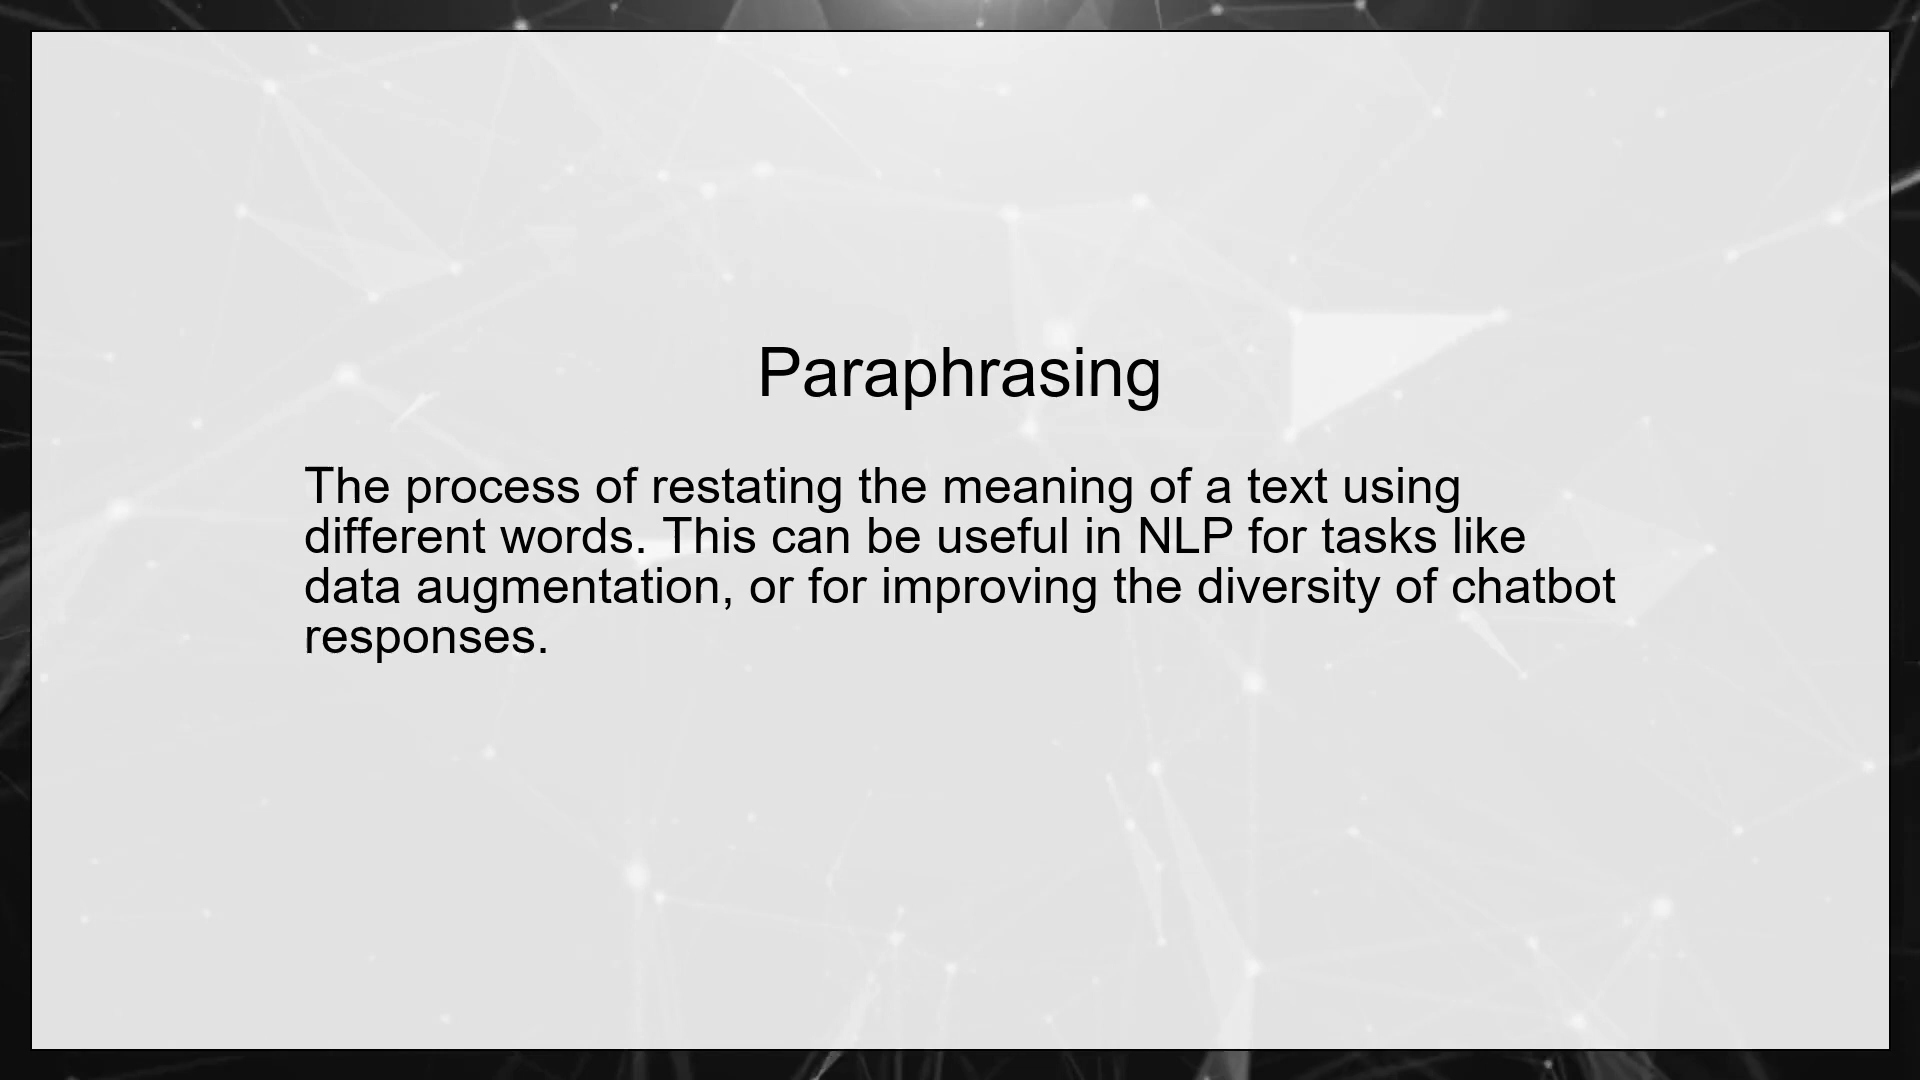 Paraphrasing
The process of restating the meaning of a text using
different words. This can be useful in NLP for tasks like
data augmentation, or for improving the diversity of chatbot
responses.